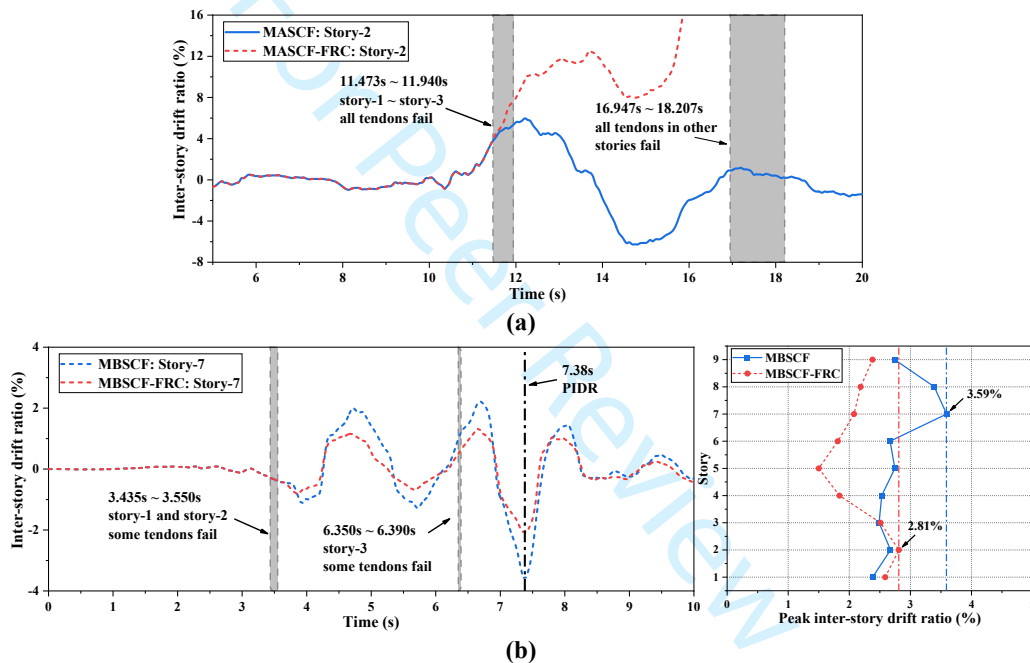 16
12
8
4
0
-4
-8
Inter-story drift ratio (%)
MASCF: Story-2
MASCF-FRC: Story-2
11.473s ~ 11.940s
story-1 ~ story-3
all tendons fail
16.947s ~ 18.207s
all tendons in other
stories fail
6 8 10 12 14 16 18 20
Time (s)
(a)
4
2
0
-2
-4
Inter-story drift ratio (%)
MBSCF: Story-7
MBSCF-FRC: Story-7
7.38s
PIDR
3.435s ~ 3.550s
story-1 and story-2
some tendons fail
6.350s ~ 6.390s
story-3
some tendons fail
0 1 2 3 4 5 6 7 8 9 10
Time (s)
MBSCF
MBSCF-FRC
9
8
7
6
5
4
3
2
1
Story
3.59%
2.81%
1 2 3 4 5
Peak inter-story drift ratio (%)
(b)
For Peer Review